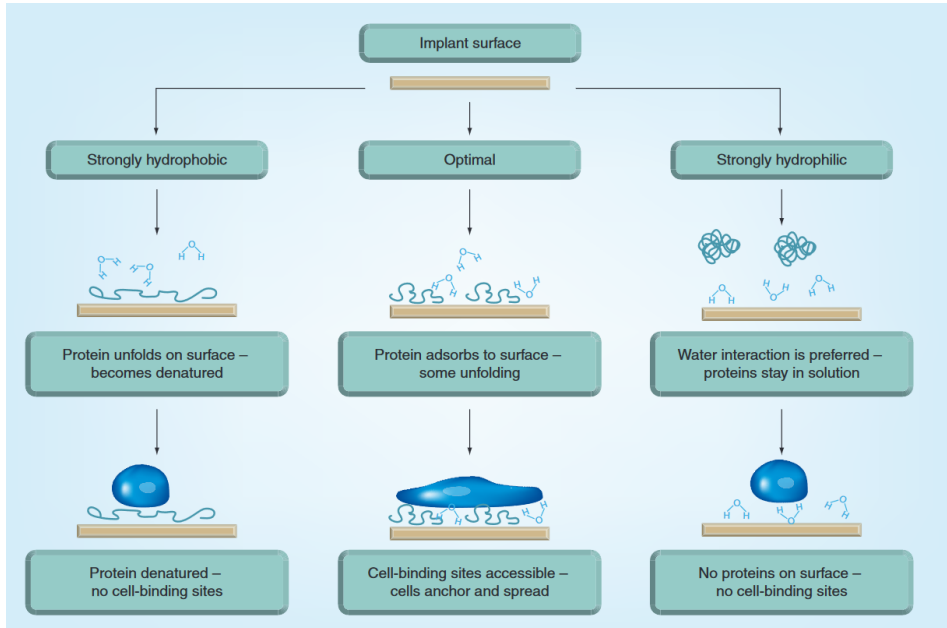 Implant surface
Strongly hydrophobic
Optimal
Strongly hydrophilic
O
H H
O H
H
H O
H
O
H H
H O
H
H
O H
O
H H
H H
O
O
H H
Protein unfolds on surface –
becomes denatured
Protein adsorbs to surface –
some unfolding
Water interaction is preferred –
proteins stay in solution
O
H H
H H
O
O
H H
H H
O
H O
H
Protein denatured –
no cell-binding sites
Cell-binding sites accessible –
cells anchor and spread
No proteins on surface –
no cell-binding sites